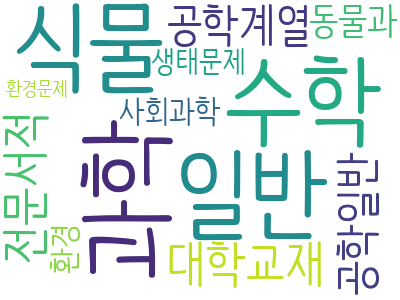 식물
공학계열
동물과
생태문제
환경문제
사회과학
수학
전문서적
과학
일반
공학일반
환경
대학교재